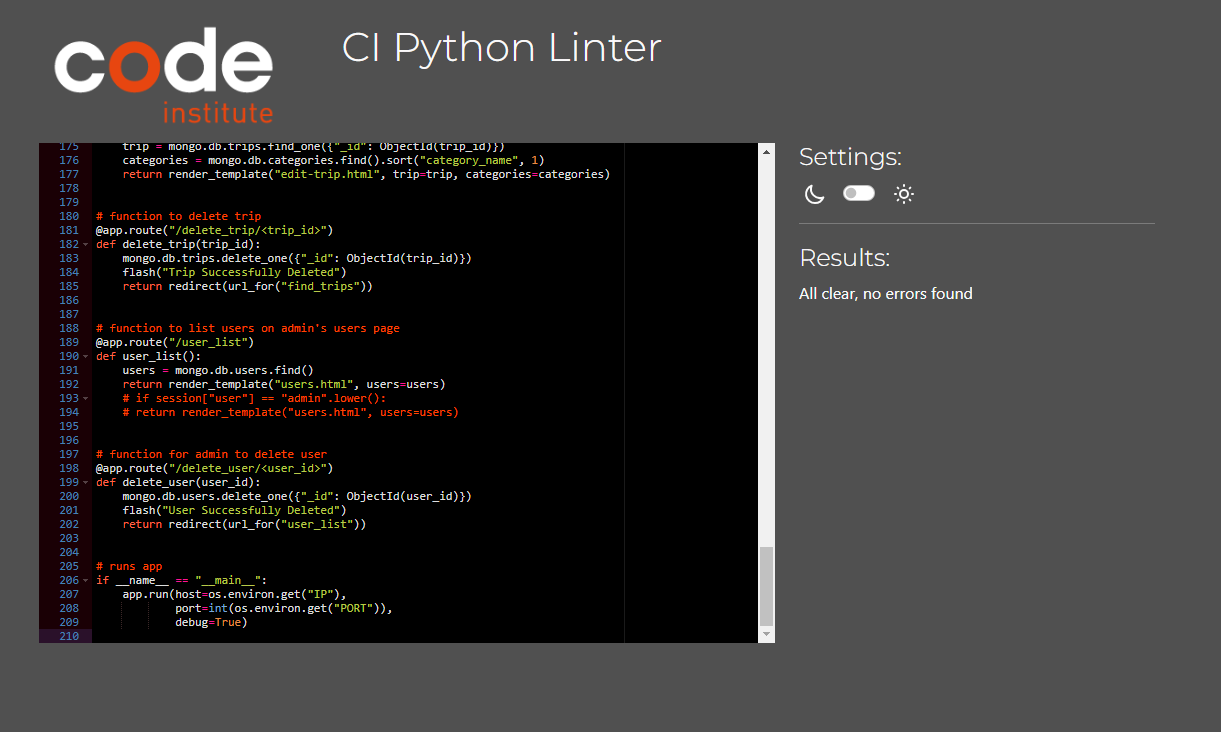 code
institute
CI Python Linter
175 trip = mongo.db.trips.find_one({"_id": ObjectId(trip_id)})
176 categories = mongo.db.categories.find().sort("category_name", 1)
177 return render_template("edit-trip.html", trip=trip, categories=categories)
178
179
180 # function to delete trip
181 @app.route("/delete_trip/<trip_id>")
182 def delete_trip(trip_id):
183 mongo.db.trips.delete_one({"_id": ObjectId(trip_id)})
184 flash("Trip Successfully Deleted")
185 return redirect(url_for("find_trips"))
186
187
188 # function to list users on admin's users page
189 @app.route("/user_list")
190 def user_list():
191 users = mongo.db.users.find()
192 return render_template("users.html", users=users)
193 # if session["user"] == "admin".lower():
194 # return render_template("users.html", users=users)
195
196
197 # function for admin to delete user
198 @app.route("/delete_user/<user_id>")
199 def delete_user(user_id):
200 mongo.db.users.delete_one({"_id": ObjectId(user_id)})
201 flash("User Successfully Deleted")
202 return redirect(url_for("user_list"))
203
204
205 # runs app
206 if __name__ == "__main__":
207 app.run(host=os.environ.get("IP"),
208 port=int(os.environ.get("PORT")),
209 debug=True)
210
Settings:
Results:
All clear, no errors found